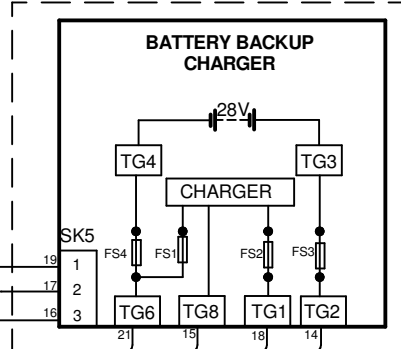 BATTERY BACKUP
CHARGER
28V
TG4
TG3
CHARGER
SK5
FS4
FS1
FS2
FS3
19
1
17
2
16
3
TG6
TG8
TG1
TG2
21
15
18
14